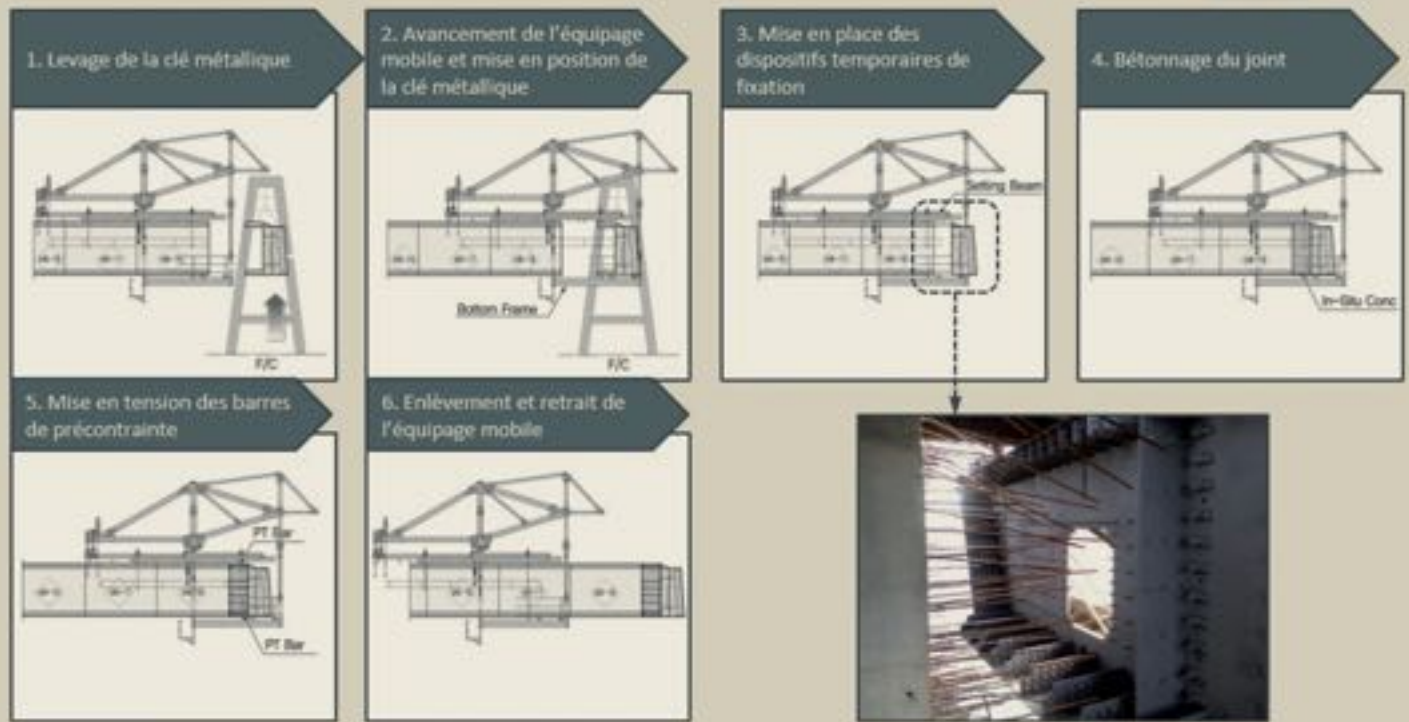 1. Levage de la clé métallique
2. Avancement de l'équipage
mobile et mise en position de
la clé métallique
3. Mise en place des
dispositifs temporaires de
fixation
4. Bétonnage du joint
F/C
Bottom Frame
F/C
Setting Beam
In-Situ Conc
5. Mise en tension des barres
de précontrainte
6. Enlèvement et retrait de
l'équipage mobile
PT Bar
PT Bar